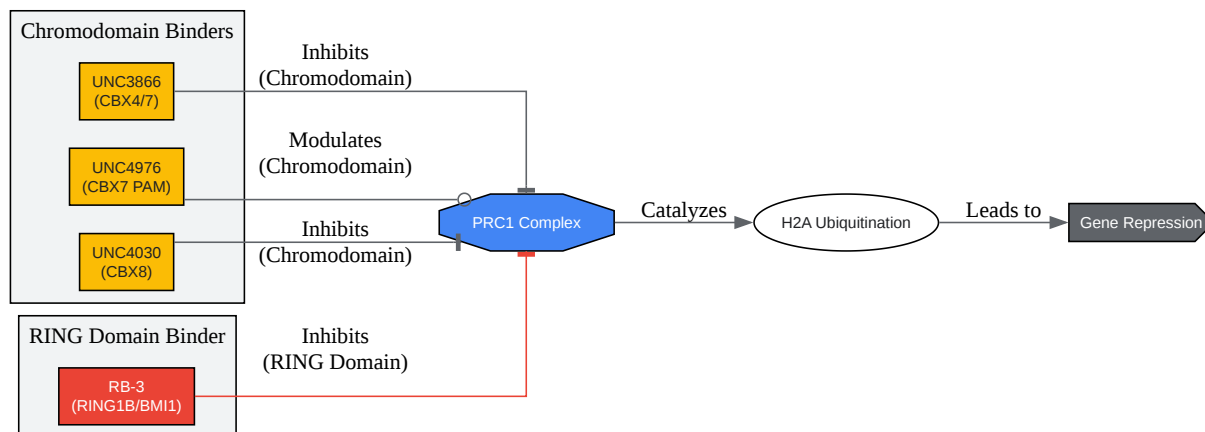 Chromodomain Binders
UNC3866
(CBX4/7)
Inhibits
(Chromodomain)
UNC4976
(CBX7 PAM)
Modulates
(Chromodomain)
UNC4030
(CBX8)
Inhibits
(Chromodomain)
RING Domain Binder
RB-3
(RING1B/BMI1)
Inhibits
(RING Domain)
PRC1 Complex
Catalyzes
H2A Ubiquitination
Leads to
Gene Repression